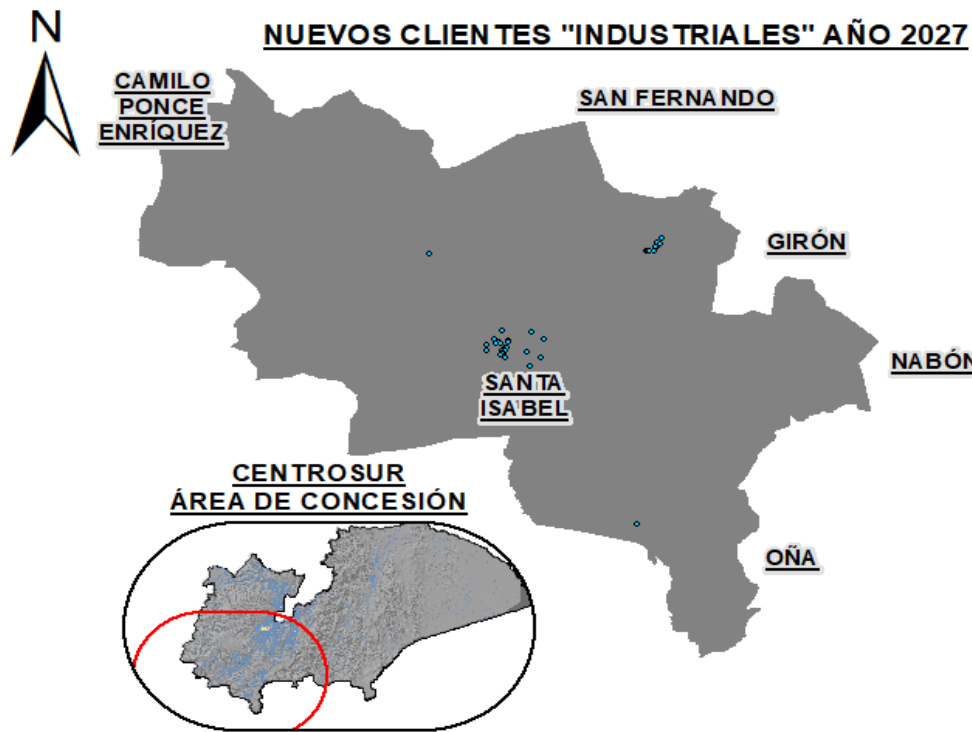 N
NUEVOS CLIENTES "INDUSTRIALES" AÑO 2027
CAMILO
PONCE
ENRÍQUEZ
SAN FERNANDO
GIRÓN
NABÓN
SANTA
ISABEL
CENTROSUR
ÁREA DE CONCESIÓN
OÑA